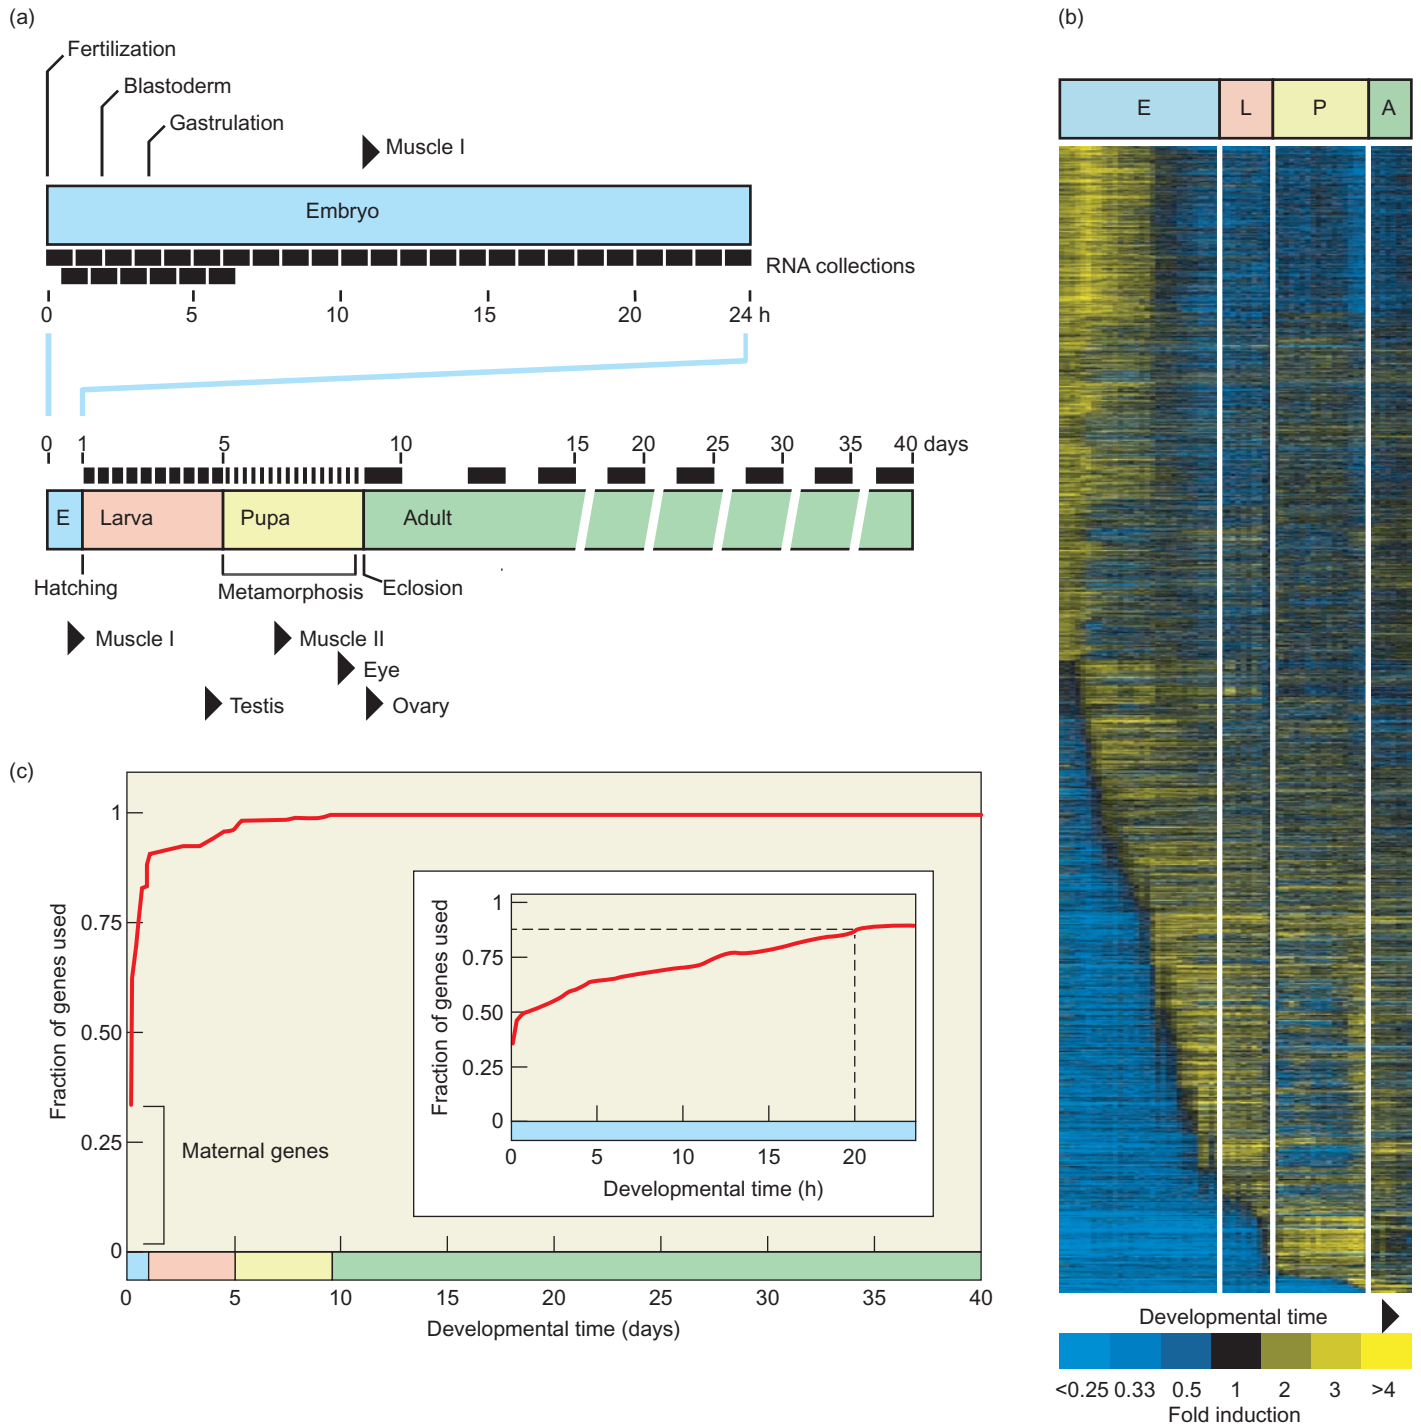 (a)
Fertilization
Blastoderm
Gastrulation
Muscle I
Embryo
RNA collections
0 5 10 15 20 24 h
0 1 5 10 15 20 25 30 35 40 days
E Larva Pupa Adult
Hatching Metamorphosis Eclosion
Muscle I Muscle II
Eye
Testis Ovary
(b)
E L P A
Developmental time
<0.25 0.33 0.5 1 2 3 >4
Fold induction
(c)
Fraction of genes used
1
0.75
0.50
0.25
0
Maternal genes
0 5 10 15 20 25 30 35 40
Developmental time (days)
Fraction of genes used
1
0.75
0.50
0.25
0
0 5 10 15 20
Developmental time (h)